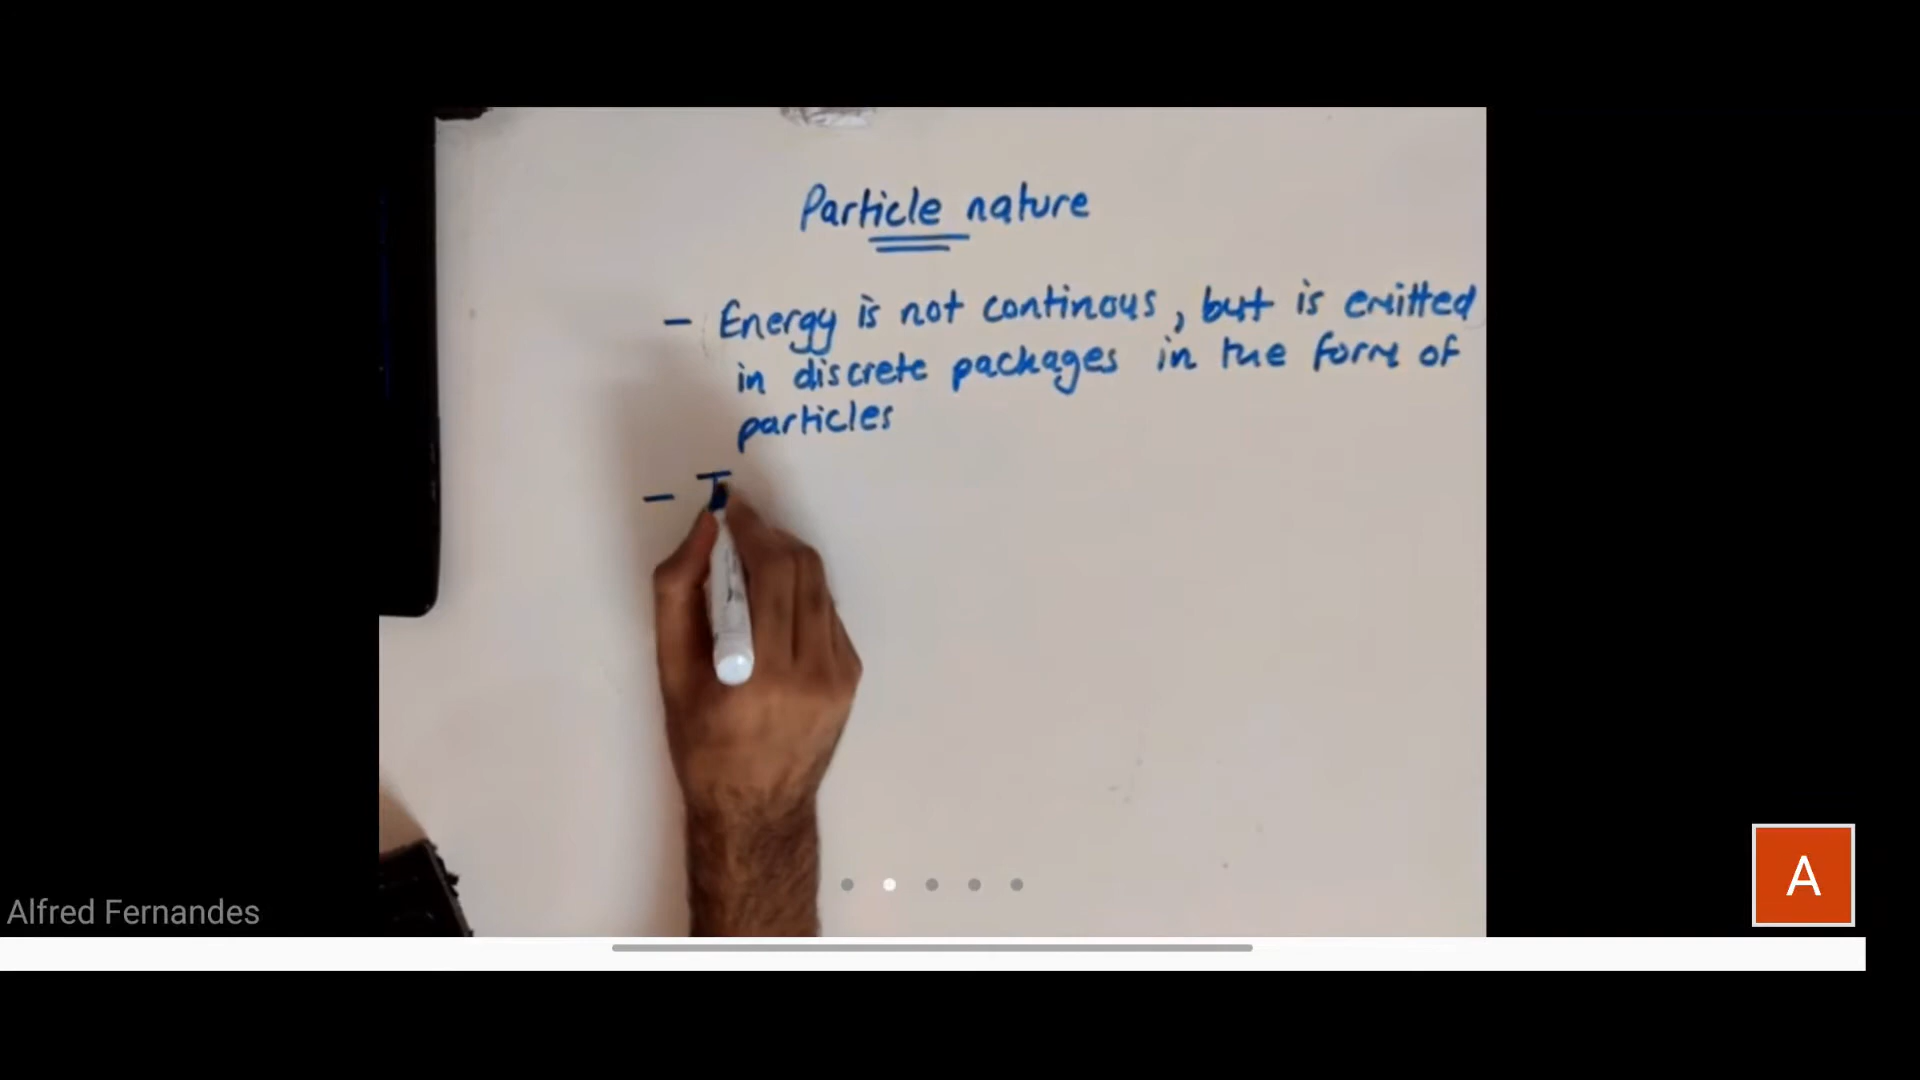 Particle nature
- Energy is not continous, but is emitted
in discrete packages in the form of
particles
- T
Alfred Fernandes
A